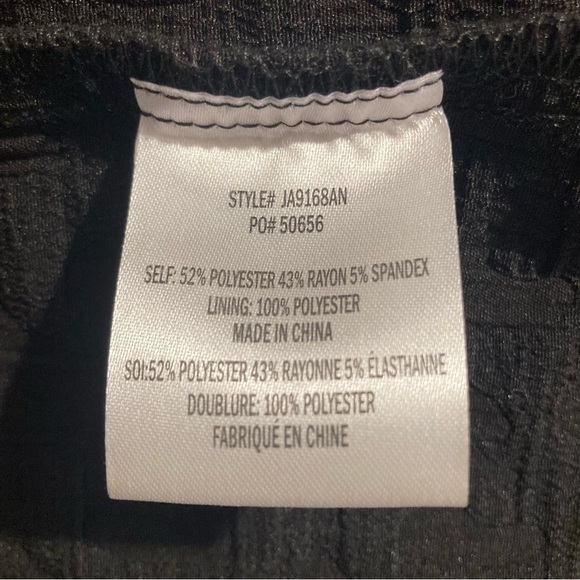 STYLE# JA9168AN
PO# 50656
SELF: 52% POLYESTER 43% RAYON 5% SPANDEX
LINING: 100% POLYESTER
MADE IN CHINA
SOI:52% POLYESTER 43% RAYONNE 5% ÉLASTHANNE
DOUBLURE: 100% POLYESTER
FABRIQUÉ EN CHINE